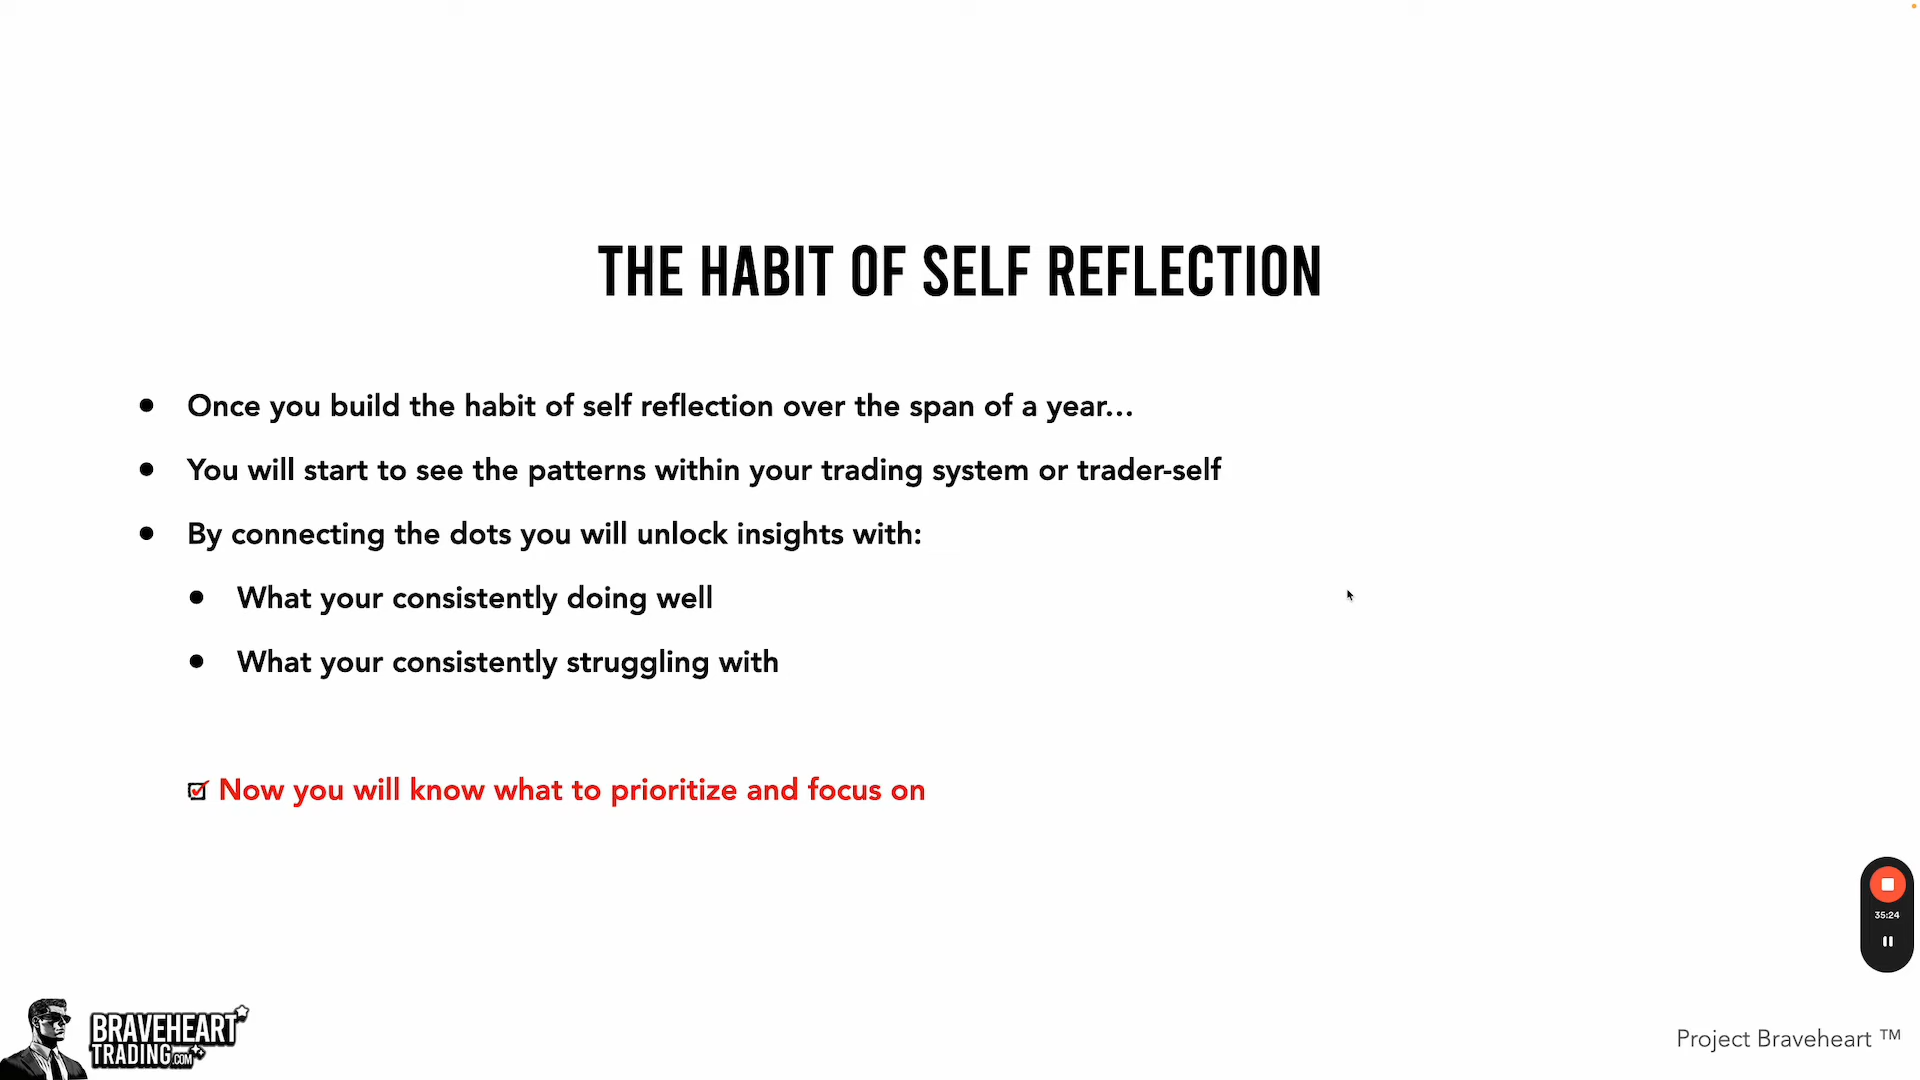 THE HABIT OF SELF REFLECTION
• Once you build the habit of self reflection over the span of a year...
• You will start to see the patterns within your trading system or trader-self
• By connecting the dots you will unlock insights with:
• What your consistently doing well
• What your consistently struggling with
Now you will know what to prioritize and focus on
35:24
BRAVEHEART
TRADING.COM
Project Braveheart ™